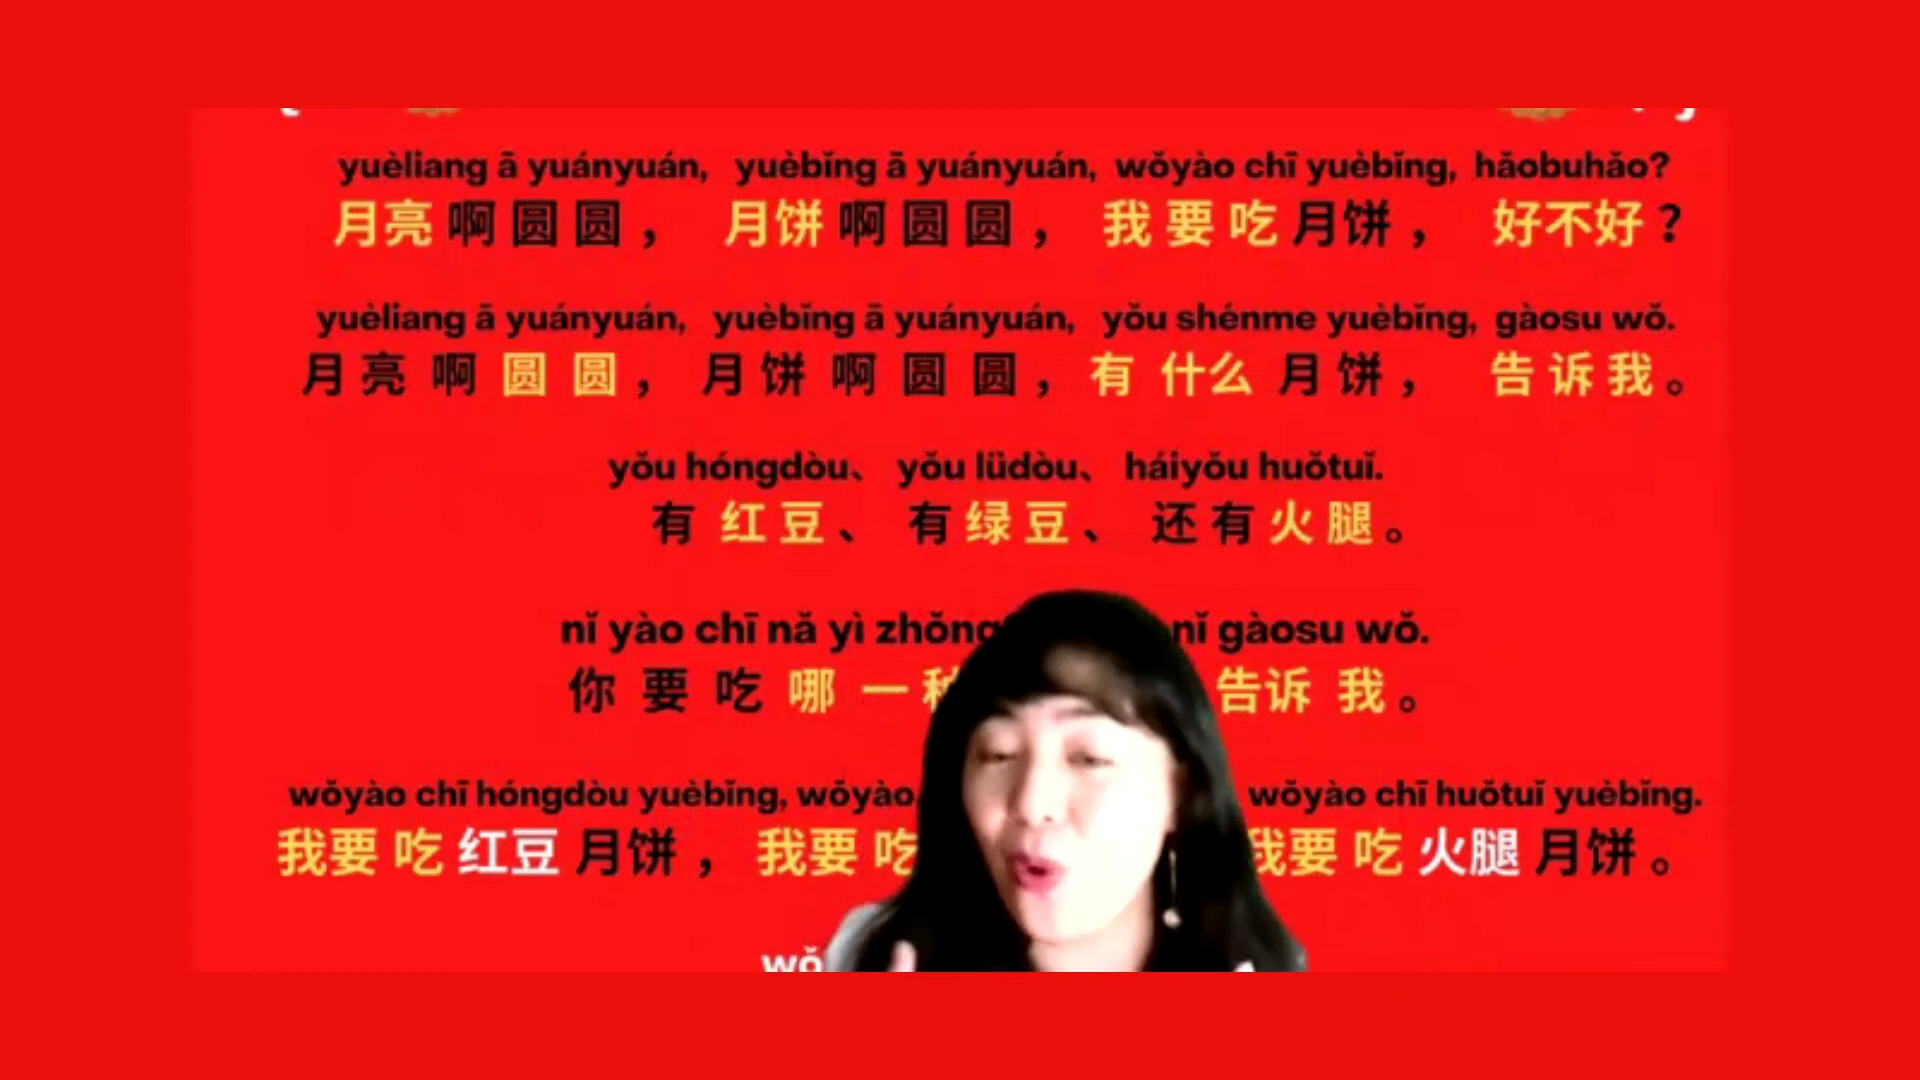 yuèliang ā yuányuán, yuèbǐng ā yuányuán, wǒyào chī yuèbǐng, hǎobuhǎo?
月亮啊圆圆，月饼啊圆圆，我要吃月饼，好不好？
yuèliang ā yuányuán, yuèbǐng ā yuányuán, yǒu shénme yuèbǐng, gàosu wǒ.
月亮啊圆圆，月饼啊圆圆，有什么月饼，告诉我。
yǒu hóngdòu、 yǒu lǜdòu、 háiyǒu huǒtuǐ.
有红豆、有绿豆、还有火腿。
nǐ yào chī nǎ yì zhǒng nǐ gàosu wǒ.
你要吃哪一种 告诉我。
wǒyào chī hóngdòu yuèbǐng, wǒyào wǒyào chī huǒtuǐ yuèbǐng.
我要吃红豆月饼，我要吃 我要吃火腿月饼。
wǒ